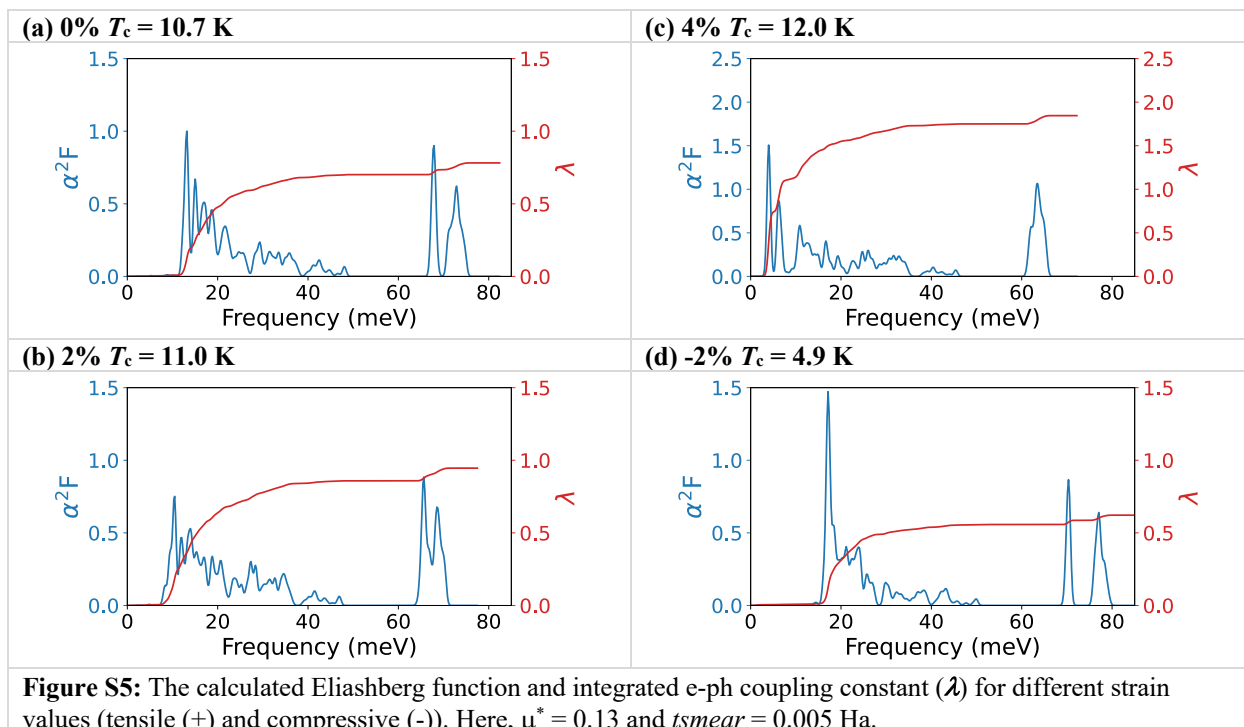 (a) 0% Tc = 10.7 K
1.5
1.0
0.5
0.0
α²F
1.5
1.0
0.5
0.0
λ
0 20 40 60 80
Frequency (meV)
(c) 4% Tc = 12.0 K
2.5
2.0
1.5
1.0
0.5
0.0
α²F
2.5
2.0
1.5
1.0
0.5
0.0
λ
0 20 40 60 80
Frequency (meV)
(b) 2% Tc = 11.0 K
1.5
1.0
0.5
0.0
α²F
1.5
1.0
0.5
0.0
λ
0 20 40 60 80
Frequency (meV)
(d) -2% Tc = 4.9 K
1.5
1.0
0.5
0.0
α²F
1.5
1.0
0.5
0.0
λ
0 20 40 60 80
Frequency (meV)
Figure S5: The calculated Eliashberg function and integrated e-ph coupling constant (λ) for different strain
values (tensile (+) and compressive (-)). Here, μ* = 0.13 and tsmear = 0.005 Ha.